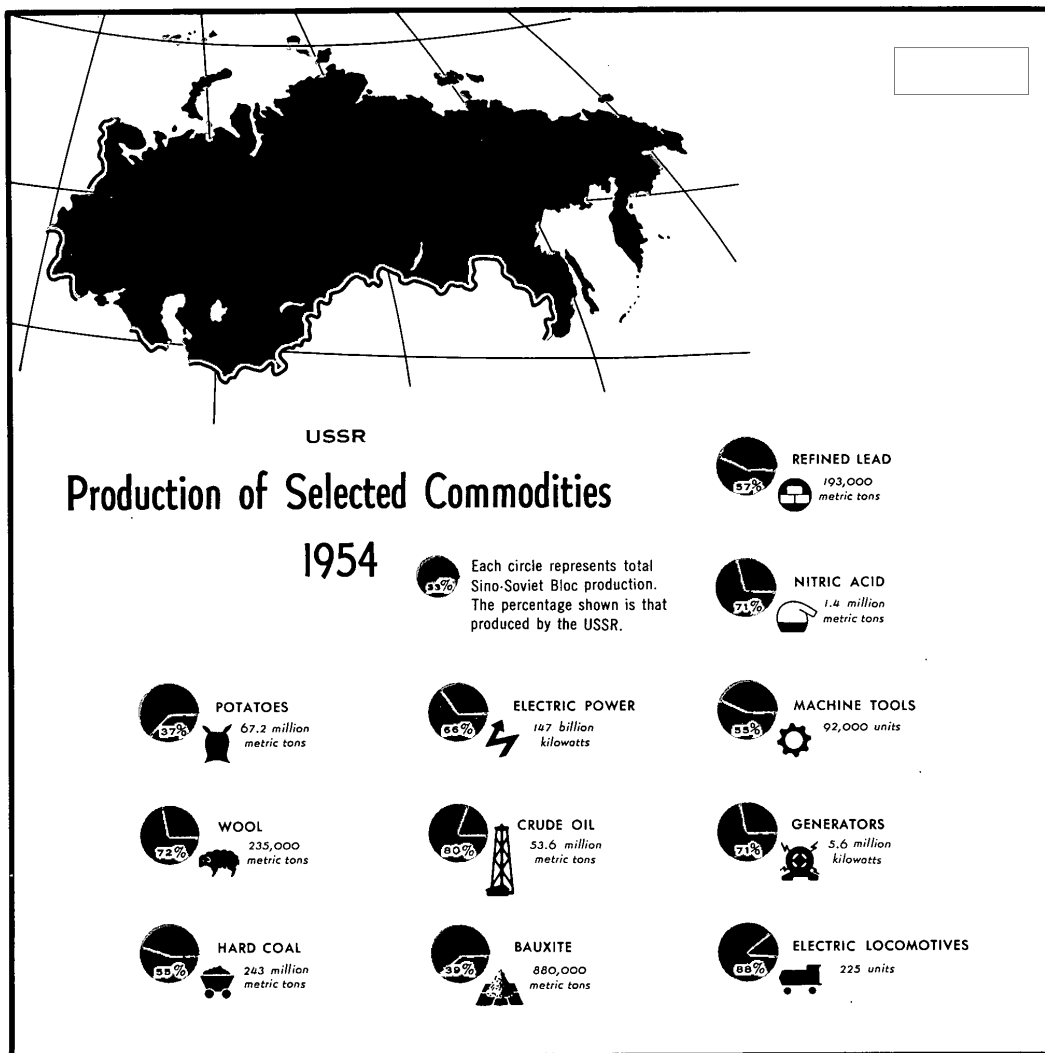 USSR
Production of Selected Commodities
1954
33%
Each circle represents total
Sino-Soviet Bloc production.
The percentage shown is that
produced by the USSR.
57%
REFINED LEAD
193,000
metric tons
71%
NITRIC ACID
1.4 million
metric tons
37%
POTATOES
67.2 million
metric tons
66%
ELECTRIC POWER
147 billion
kilowatts
55%
MACHINE TOOLS
92,000 units
72%
WOOL
235,000
metric tons
80%
CRUDE OIL
53.6 million
metric tons
71%
GENERATORS
5.6 million
kilowatts
55%
HARD COAL
243 million
metric tons
39%
BAUXITE
880,000
metric tons
88%
ELECTRIC LOCOMOTIVES
225 units